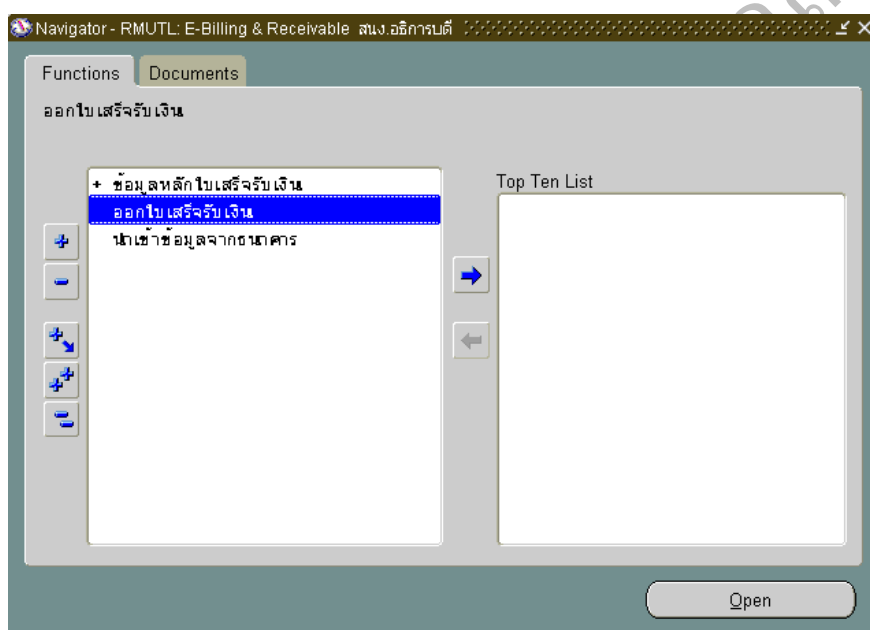 Navigator - RMUTL: E-Billing & Receivable สนง.อธิการบดี
Functions Documents
ออกใบเสร็จรับเงิน
+ ข้อมูลหลักใบเสร็จรับเงิน
ออกใบเสร็จรับเงิน
นำเข้าข้อมูลจากธนาคาร
Top Ten List
Open